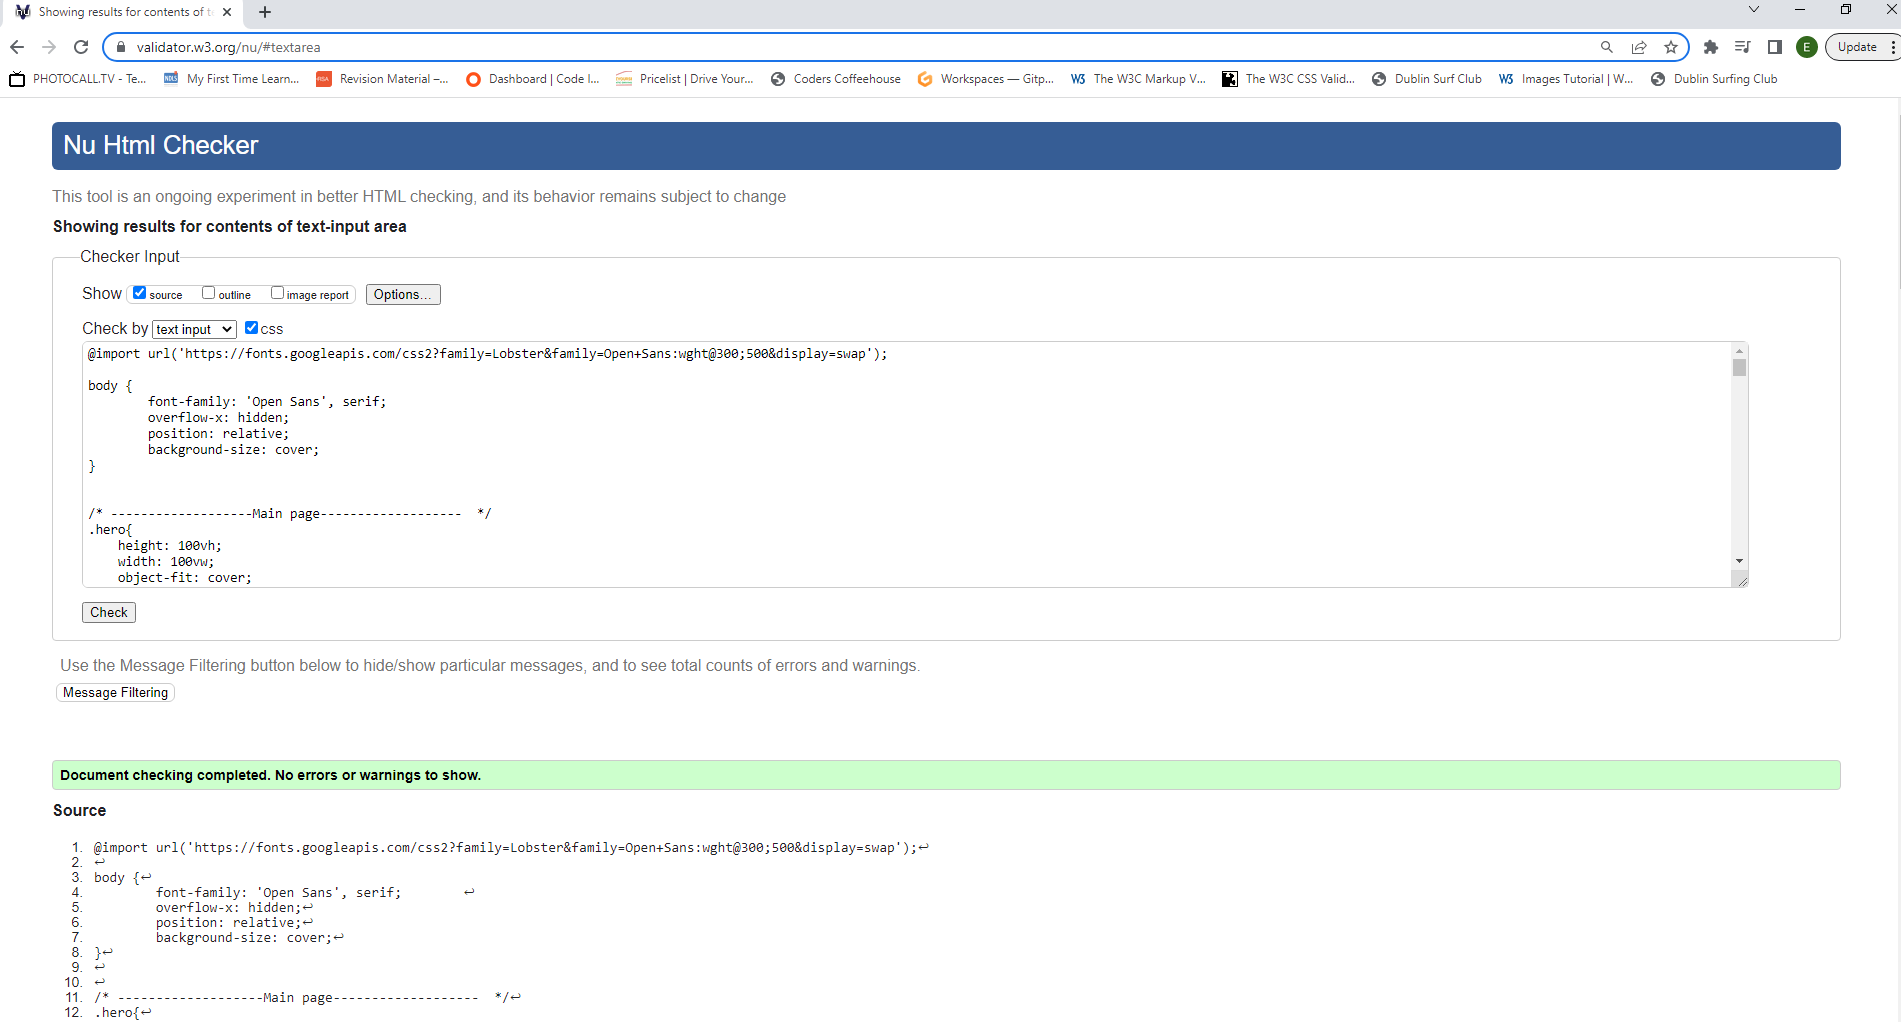 Showing results for contents of t
validator.w3.org/nu/#textarea
E
Update
PHOTOCALL.TV - Te...
My First Time Learn...
Revision Material –...
Dashboard | Code I...
Pricelist | Drive Your...
Coders Coffeehouse
Workspaces — Gitp...
W3 The W3C Markup V...
The W3C CSS Valid...
Dublin Surf Club
W3 Images Tutorial | W...
Dublin Surfing Club
Nu Html Checker
This tool is an ongoing experiment in better HTML checking, and its behavior remains subject to change
Showing results for contents of text-input area
Checker Input
Show source outline image report Options...
Check by text input css
@import url('https://fonts.googleapis.com/css2?family=Lobster&family=Open+Sans:wght@300;500&display=swap');
body {
font-family: 'Open Sans', serif;
overflow-x: hidden;
position: relative;
background-size: cover;
}
/* -------------------Main page-------------------  */
.hero{
height: 100vh;
width: 100vw;
object-fit: cover;
Check
Use the Message Filtering button below to hide/show particular messages, and to see total counts of errors and warnings.
Message Filtering
Document checking completed. No errors or warnings to show.
Source
1. @import url('https://fonts.googleapis.com/css2?family=Lobster&family=Open+Sans:wght@300;500&display=swap');↩
2. ↩
3. body {↩
4. font-family: 'Open Sans', serif; ↩
5. overflow-x: hidden;↩
6. position: relative;↩
7. background-size: cover;↩
8. }↩
9. ↩
10. ↩
11. /* -------------------Main page-------------------  */↩
12. .hero{↩